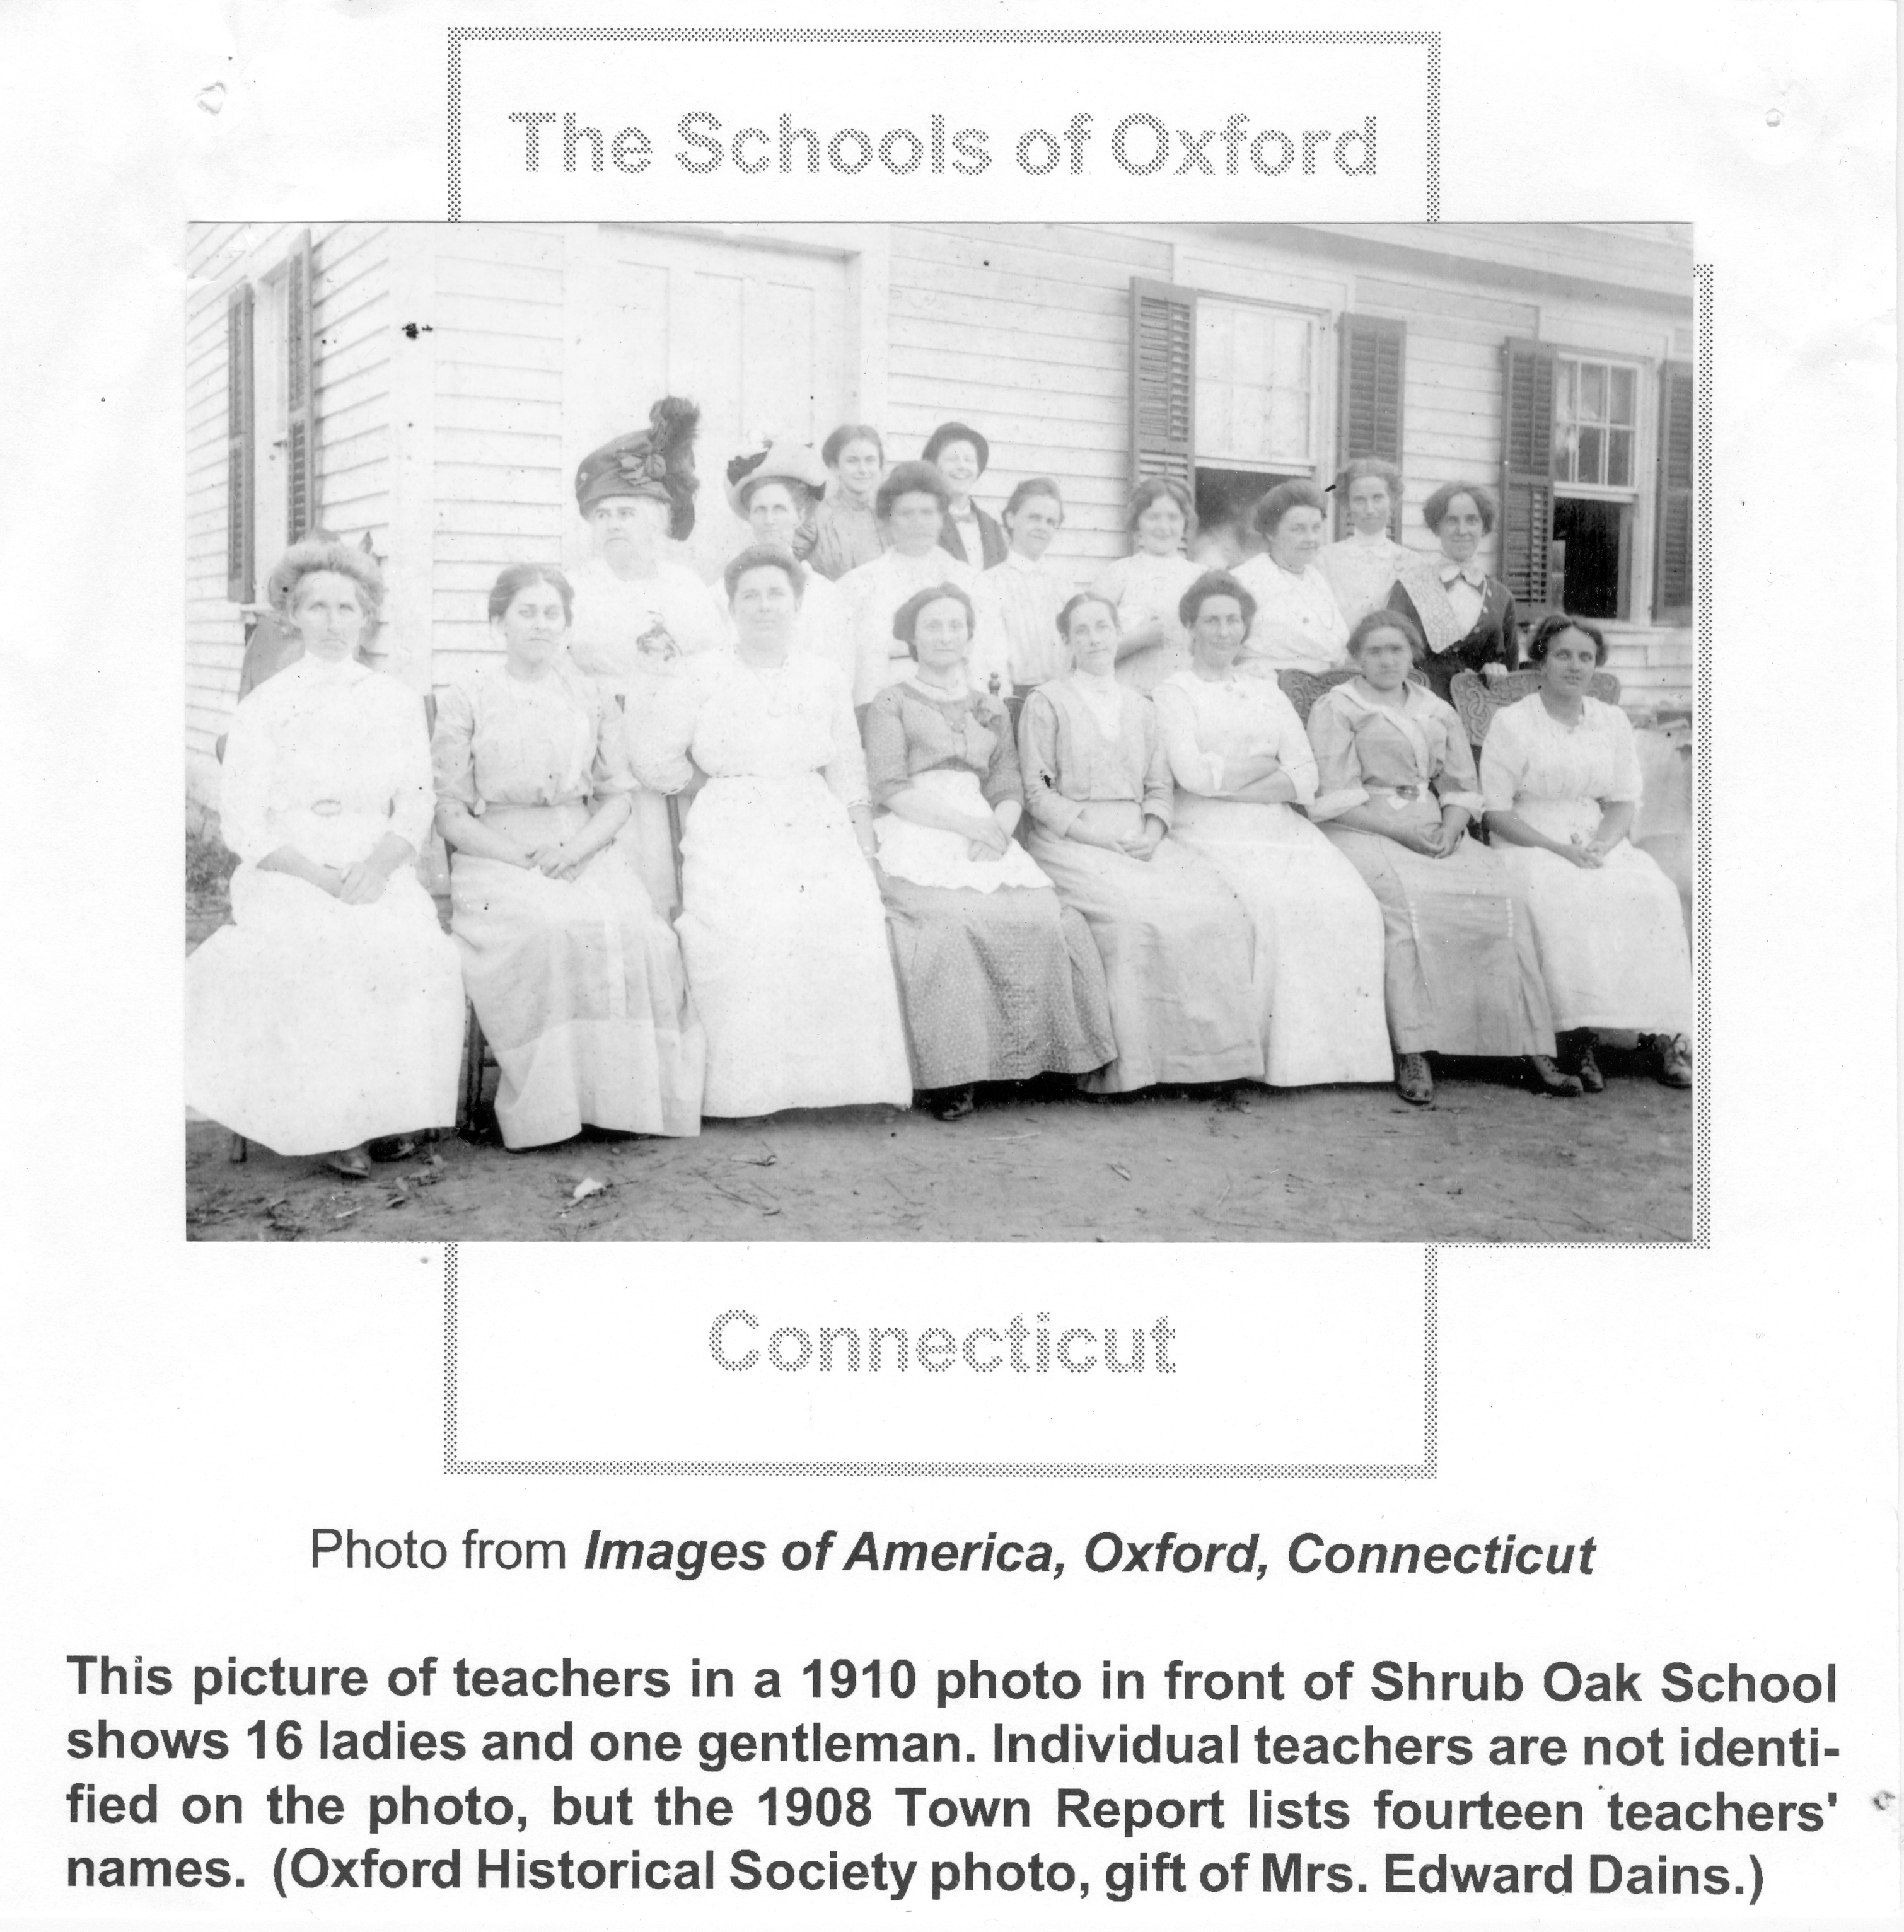 The Schools of Oxford
Connecticut
Photo from Images of America, Oxford, Connecticut
This picture of teachers in a 1910 photo in front of Shrub Oak School
shows 16 ladies and one gentleman. Individual teachers are not identi-
fied on the photo, but the 1908 Town Report lists fourteen teachers'
names. (Oxford Historical Society photo, gift of Mrs. Edward Dains.)